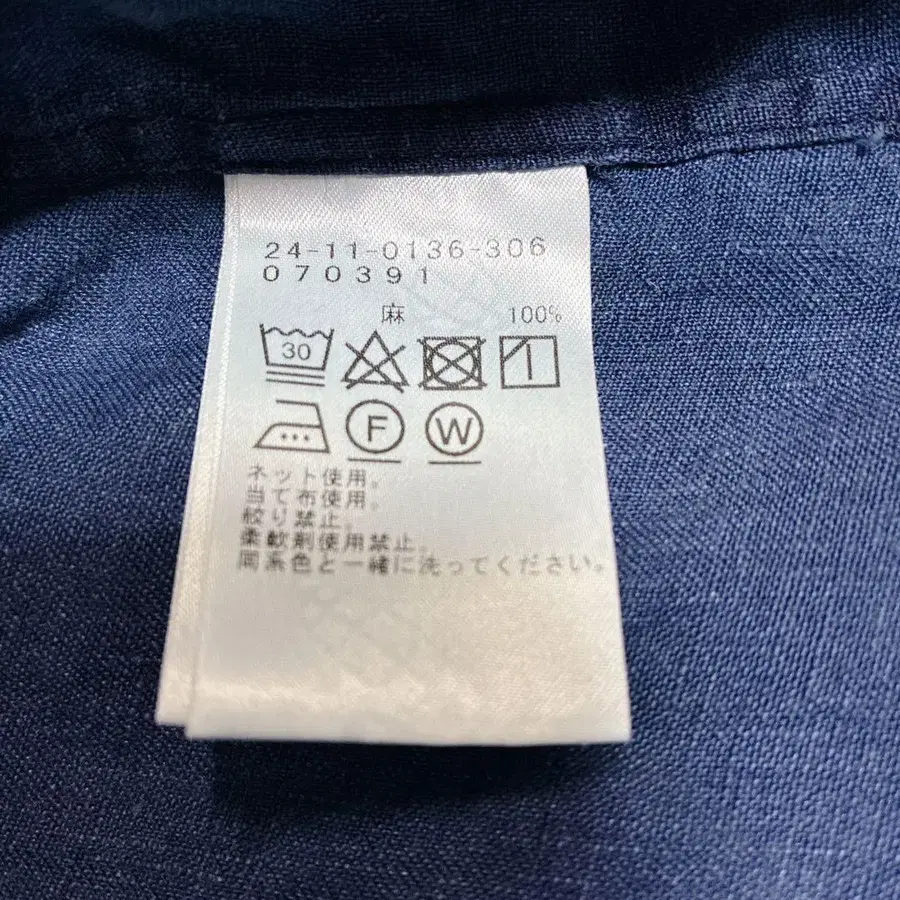 24-11-0136-306
070391
麻 100%
30
F W
ネット使用。
当て布使用。
絞り禁止。
柔軟剤使用禁止。
同系色と一緒に洗ってください。